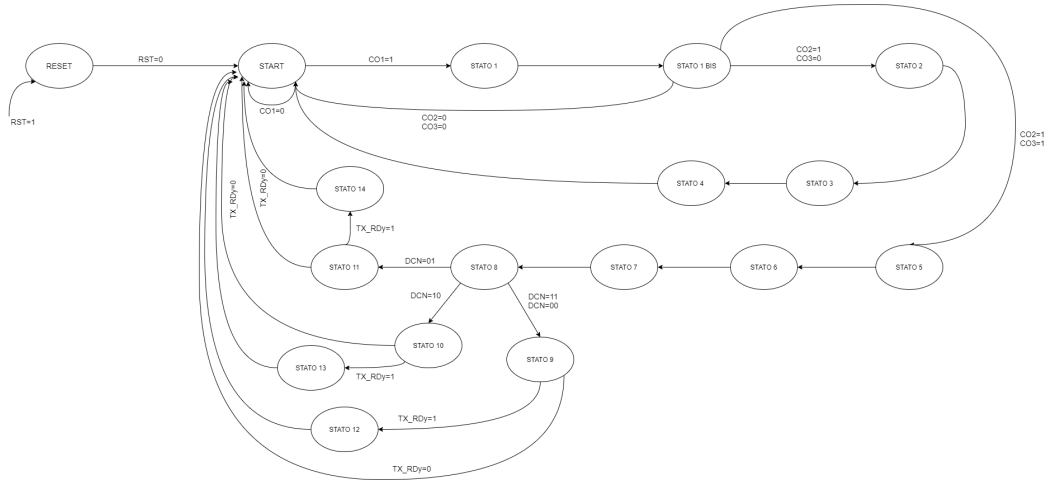 RESET
RST=0
START
CO1=1
STATO 1
STATO 1 BIS
CO2=1
CO3=0
STATO 2
RST=1
CO1=0
CO2=0
CO3=0
CO2=1
CO3=1
STATO 14
STATO 4
STATO 3
TX_RDy=0
TX_RDy=0
TX_RDy=1
STATO 11
DCN=01
STATO 8
STATO 7
STATO 6
STATO 5
DCN=10
DCN=11
DCN=00
STATO 10
STATO 9
STATO 13
TX_RDy=1
STATO 12
TX_RDy=1
TX_RDy=0